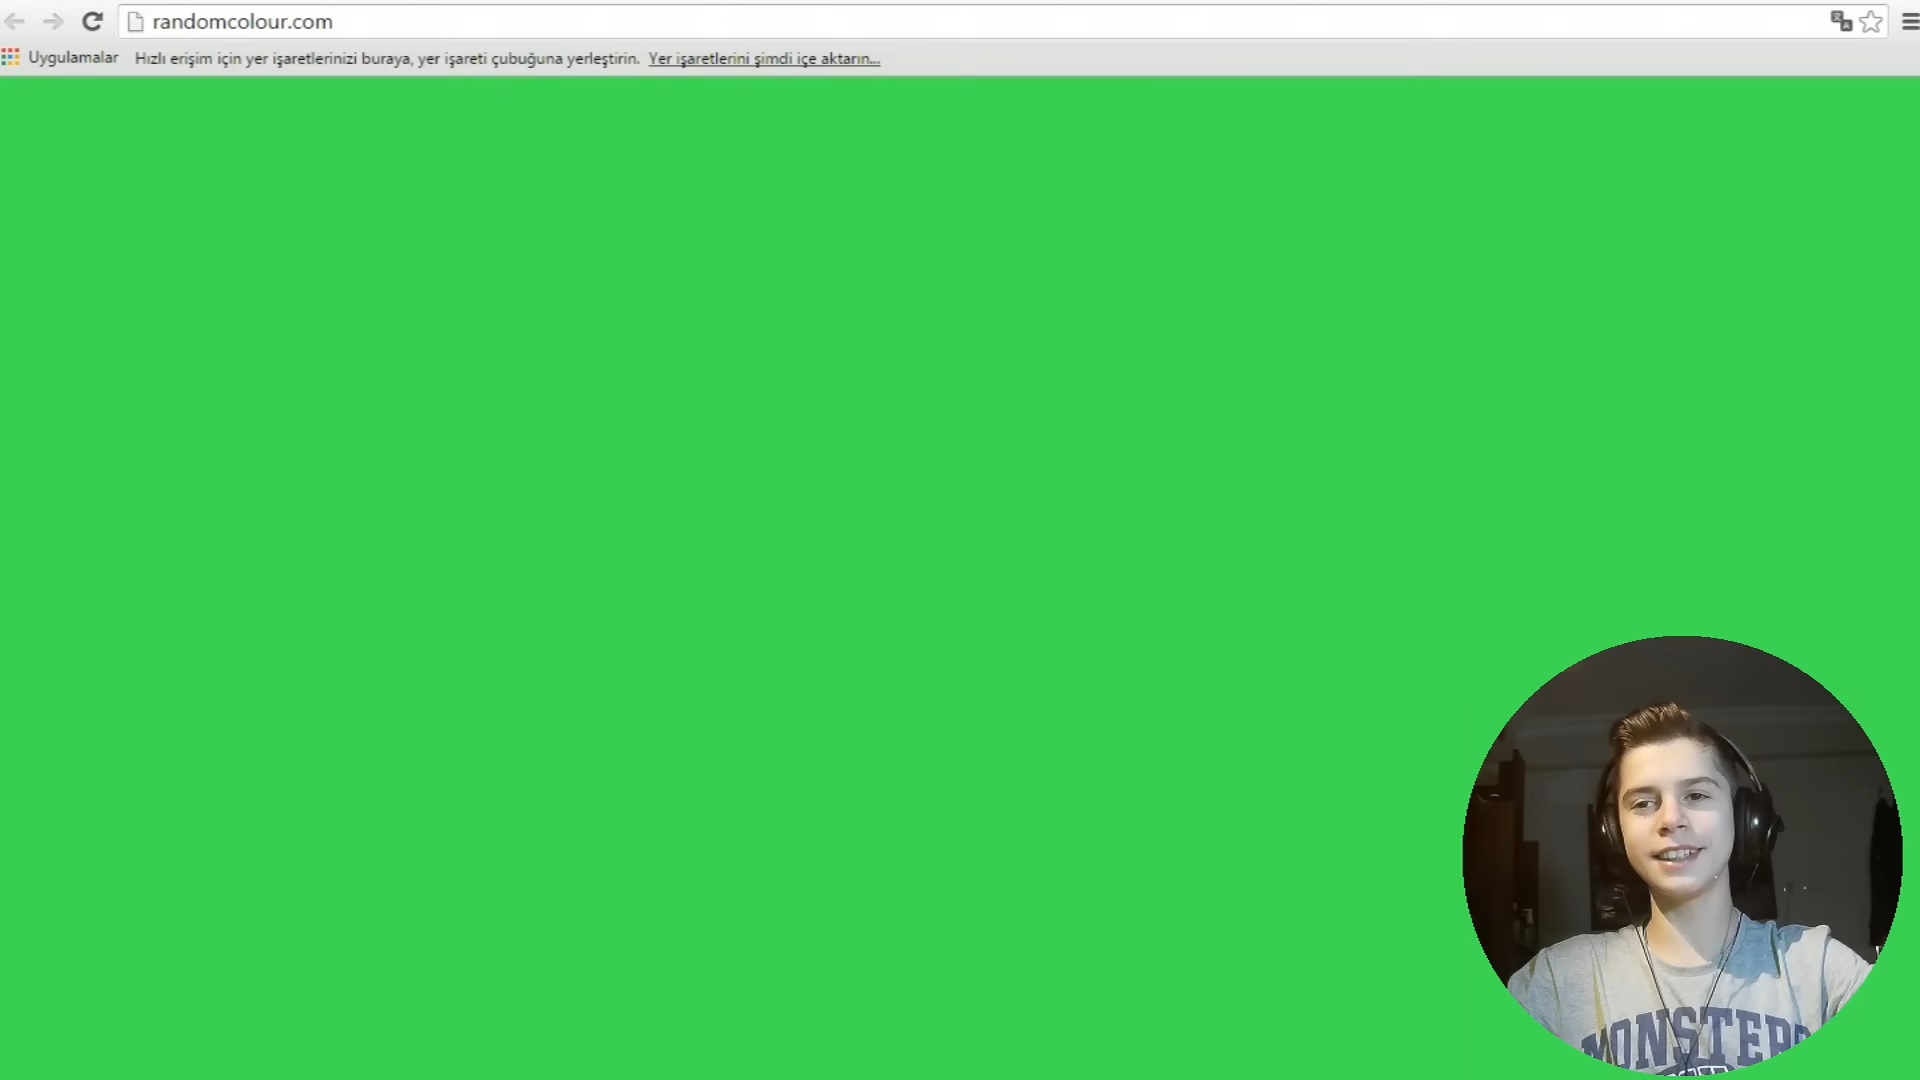 randomcolour.com
Uygulamalar Hızlı erişim için yer işaretlerinizi buraya, yer işareti çubuğuna yerleştirin. Yer işaretlerini şimdi içe aktarın...